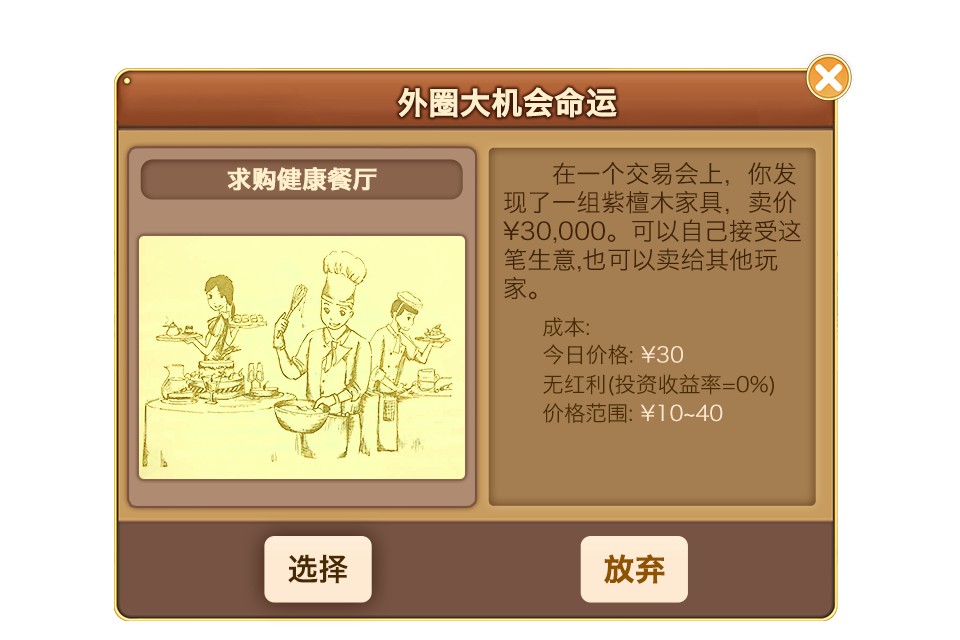 外圈大机会命运
求购健康餐厅
在一个交易会上，你发
现了一组紫檀木家具，卖价
¥30,000。可以自己接受这
笔生意,也可以卖给其他玩
家。
成本:
今日价格: ¥30
无红利(投资收益率=0%)
价格范围: ¥10~40
选择
放弃